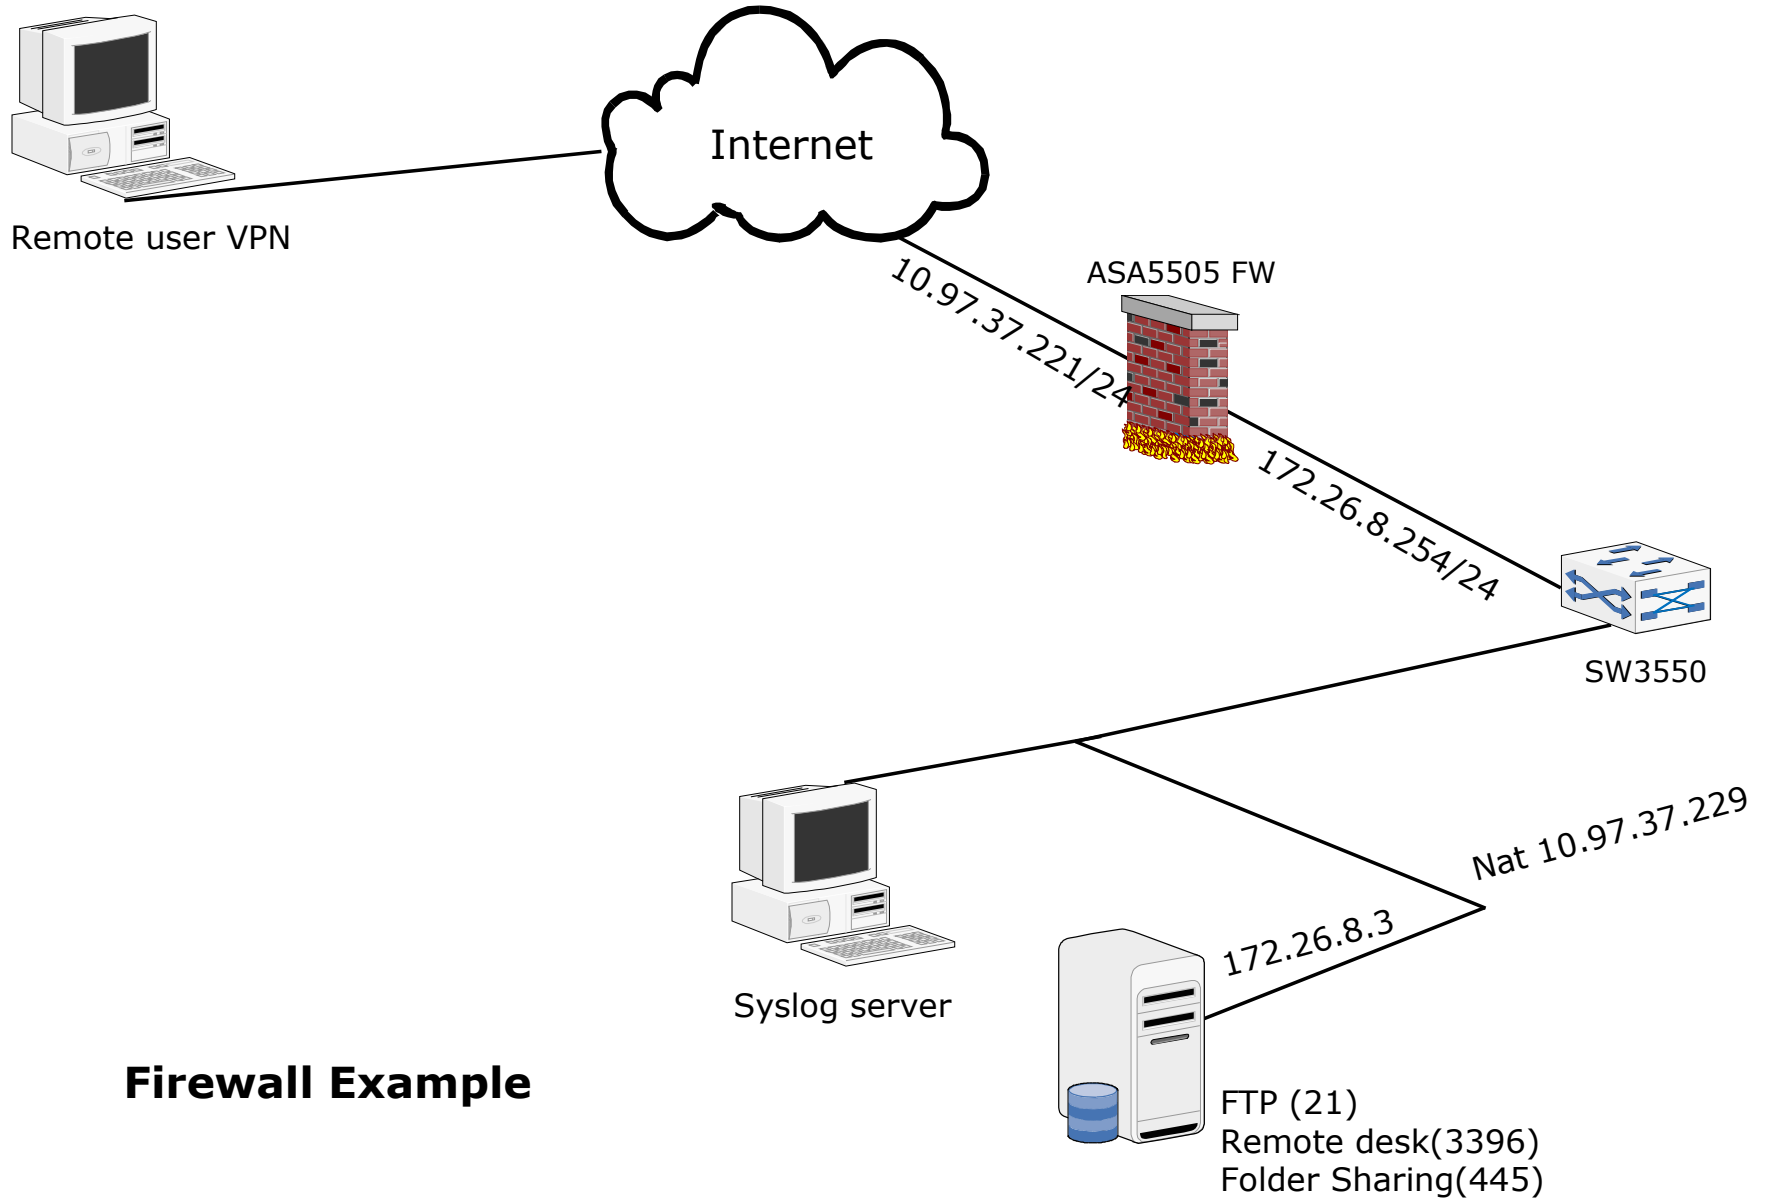 Internet
Remote user VPN
ASA5505 FW
10.97.37.221/24
172.26.8.254/24
SW3550
Nat 10.97.37.229
172.26.8.3
Syslog server
Firewall Example
FTP (21)
Remote desk(3396)
Folder Sharing(445)